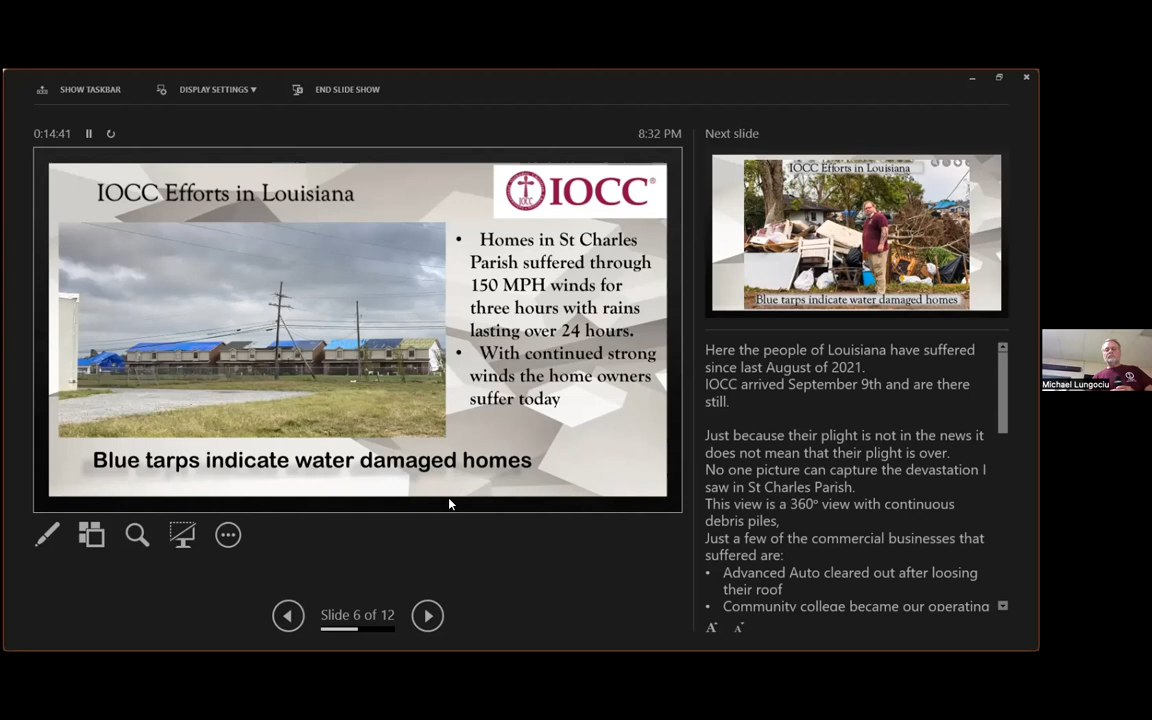 SHOW TASKBAR
DISPLAY SETTINGS ▼
END SLIDE SHOW
0:14:41
8:32 PM
Next slide
IOCC Efforts in Louisiana
IOCC
IOCC®
• Homes in St Charles
Parish suffered through
150 MPH winds for
three hours with rains
lasting over 24 hours.
• With continued strong
winds the home owners
suffer today
Blue tarps indicate water damaged homes
IOCC Efforts in Louisiana
Blue tarps indicate water damaged homes
Here the people of Louisiana have suffered
since last August of 2021.
IOCC arrived September 9th and are there
still.
Just because their plight is not in the news it
does not mean that their plight is over.
No one picture can capture the devastation I
saw in St Charles Parish.
This view is a 360º view with continuous
debris piles,
Just a few of the commercial businesses that
suffered are:
• Advanced Auto cleared out after loosing
their roof
• Community college became our operating
Slide 6 of 12
A A
Michael Lungociu